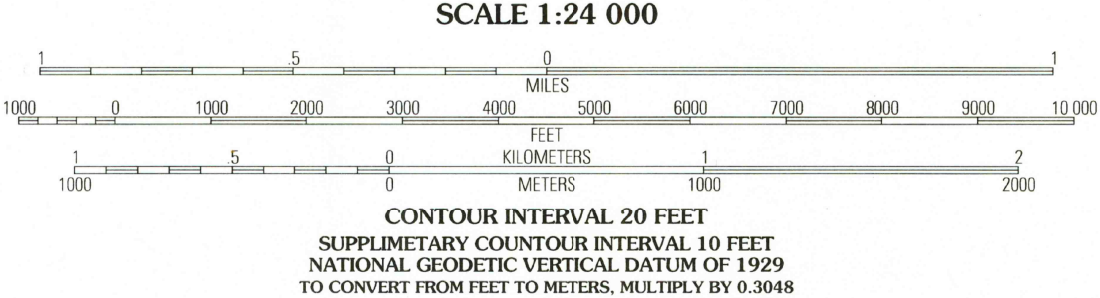 SCALE 1:24 000
1 .5 0 1
MILES
1000 0 1000 2000 3000 4000 5000 6000 7000 8000 9000 10 000
FEET
1 .5 0 KILOMETERS 1 2
1000 0 METERS 1000 2000
CONTOUR INTERVAL 20 FEET
SUPPLIMETARY COUNTOUR INTERVAL 10 FEET
NATIONAL GEODETIC VERTICAL DATUM OF 1929
TO CONVERT FROM FEET TO METERS, MULTIPLY BY 0.3048